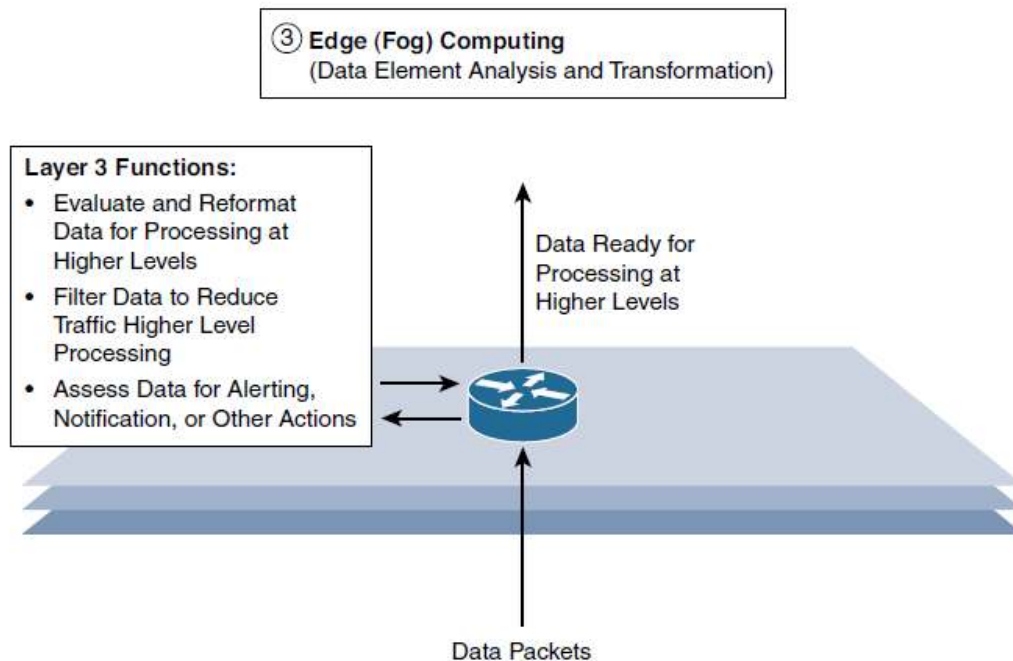 ③ Edge (Fog) Computing
(Data Element Analysis and Transformation)
Layer 3 Functions:
• Evaluate and Reformat
Data for Processing at
Higher Levels
• Filter Data to Reduce
Traffic Higher Level
Processing
• Assess Data for Alerting,
Notification, or Other Actions
Data Ready for
Processing at
Higher Levels
Data Packets